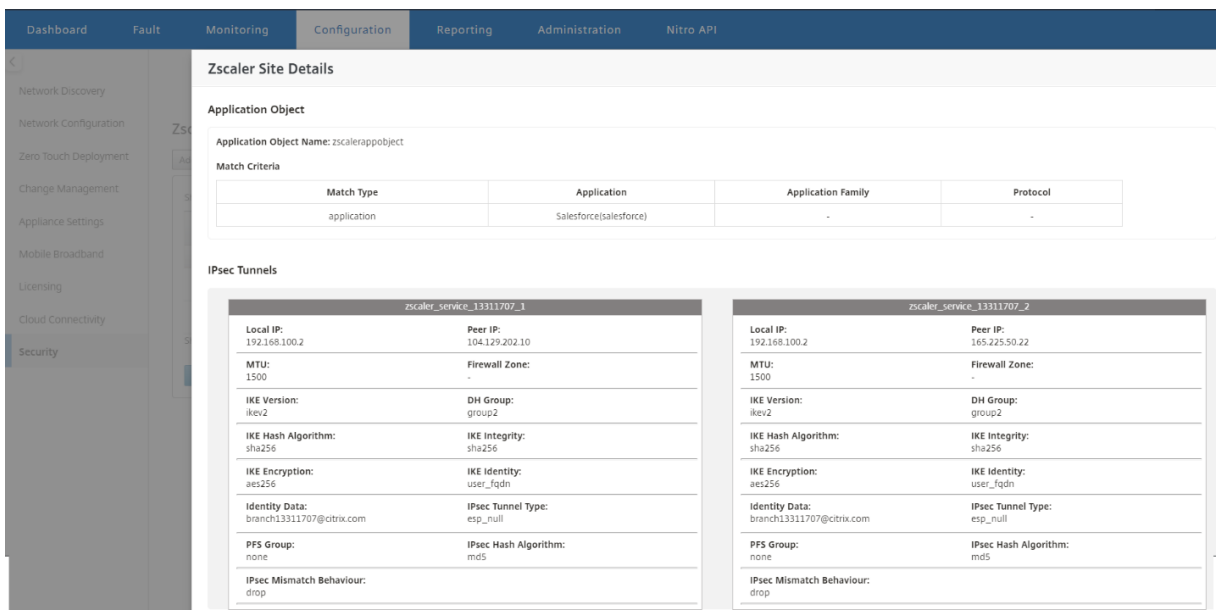 Dashboard Fault Monitoring Configuration Reporting Administration Nitro API
Zscaler Site Details
Network Discovery
Network Configuration
Zero Touch Deployment
Change Management
Appliance Settings
Mobile Broadband
Licensing
Cloud Connectivity
Security
Application Object
Application Object Name: zscalerappobject
Match Criteria
Match Type Application Application Family Protocol
application Salesforce(salesforce) - -
IPsec Tunnels
zscaler_service_13311707_1
Local IP: Peer IP:
192.168.100.2 104.129.202.10
MTU: Firewall Zone:
1500 -
IKE Version: DH Group:
ikev2 group2
IKE Hash Algorithm: IKE Integrity:
sha256 sha256
IKE Encryption: IKE Identity:
aes256 user_fqdn
Identity Data: IPsec Tunnel Type:
branch13311707@citrix.com esp_null
PFS Group: IPsec Hash Algorithm:
none md5
IPsec Mismatch Behaviour:
drop
zscaler_service_13311707_2
Local IP: Peer IP:
192.168.100.2 165.225.50.22
MTU: Firewall Zone:
1500 -
IKE Version: DH Group:
ikev2 group2
IKE Hash Algorithm: IKE Integrity:
sha256 sha256
IKE Encryption: IKE Identity:
aes256 user_fqdn
Identity Data: IPsec Tunnel Type:
branch13311707@citrix.com esp_null
PFS Group: IPsec Hash Algorithm:
none md5
IPsec Mismatch Behaviour:
drop